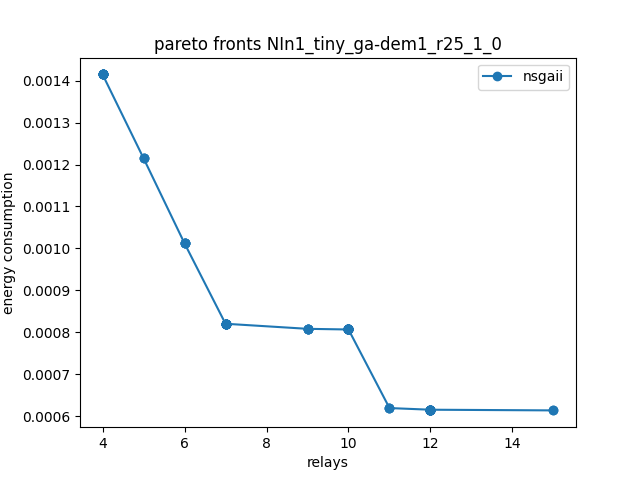 pareto fronts NIn1_tiny_ga-dem1_r25_1_0
nsgaii
0.0014
0.0013
0.0012
0.0011
0.0010
0.0009
0.0008
0.0007
0.0006
energy consumption
4 6 8 10 12 14
relays